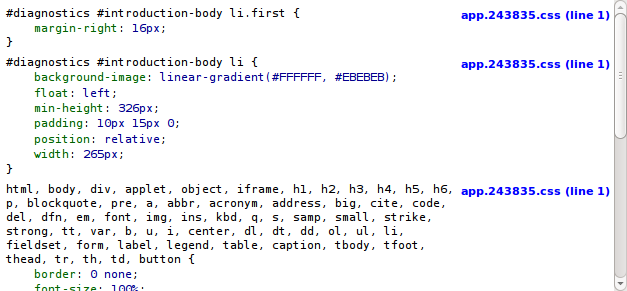 #diagnostics #introduction-body li.first {    app.243835.css (line 1)
    margin-right: 16px;
}
#diagnostics #introduction-body li {    app.243835.css (line 1)
    background-image: linear-gradient(#FFFFFF, #EBEBEB);
    float: left;
    min-height: 326px;
    padding: 10px 15px 0;
    position: relative;
    width: 265px;
}
html, body, div, applet, object, iframe, h1, h2, h3, h4, h5, h6,    app.243835.css (line 1)
p, blockquote, pre, a, abbr, acronym, address, big, cite, code,
del, dfn, em, font, img, ins, kbd, q, s, samp, small, strike,
strong, tt, var, b, u, i, center, dl, dt, dd, ol, ul, li,
fieldset, form, label, legend, table, caption, tbody, tfoot,
thead, tr, th, td, button {
    border: 0 none;
    font-size: 100%;